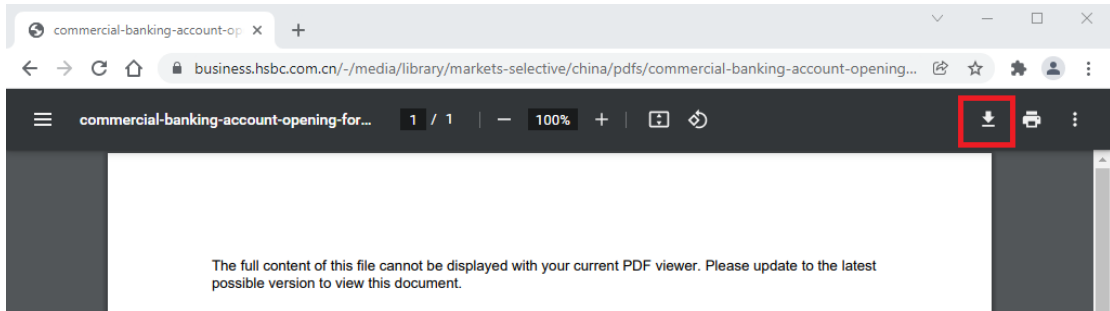 commercial-banking-account-op
business.hsbc.com.cn/-/media/library/markets-selective/china/pdfs/commercial-banking-account-opening...
commercial-banking-account-opening-for... 1 / 1 100%
The full content of this file cannot be displayed with your current PDF viewer. Please update to the latest
possible version to view this document.